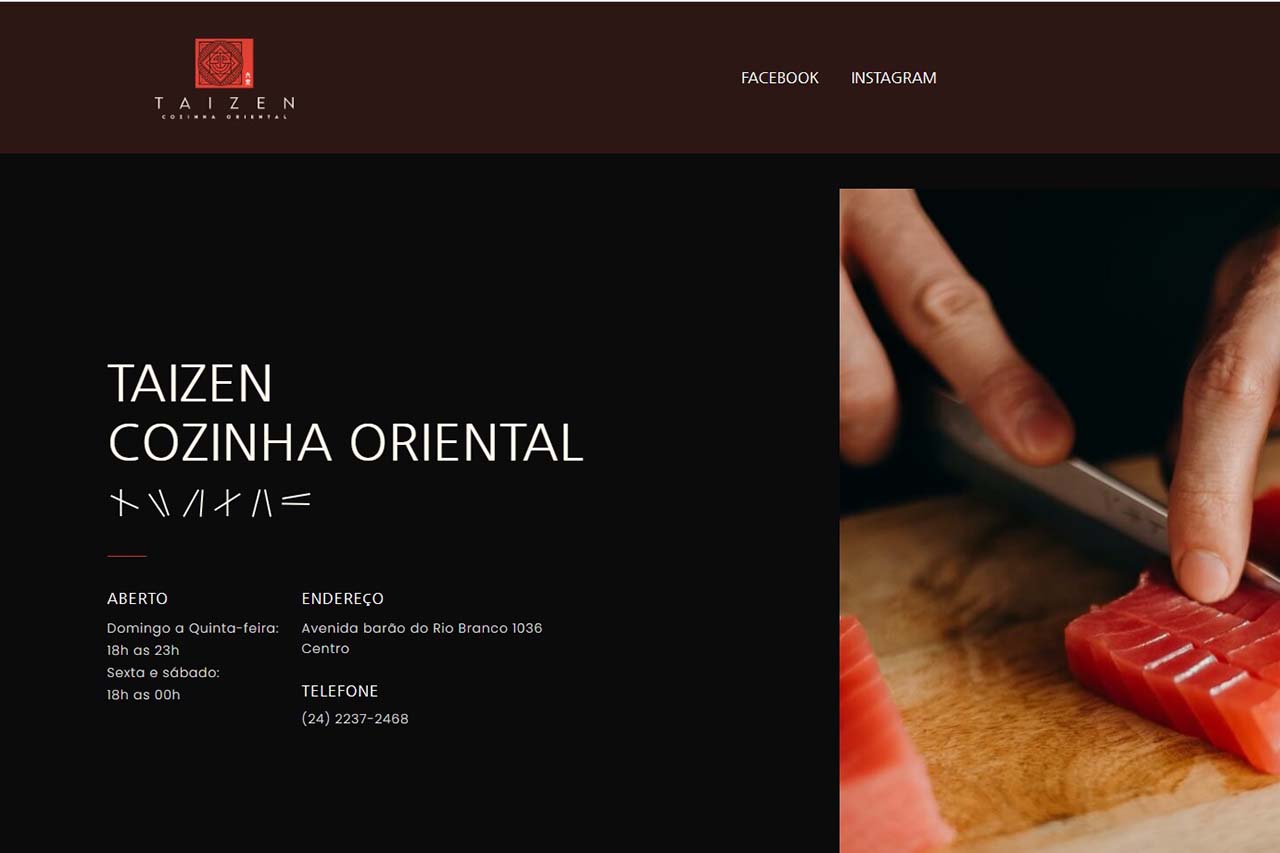 TAIZEN
COZINHA ORIENTAL
FACEBOOK INSTAGRAM
TAIZEN
COZINHA ORIENTAL
ABERTO
Domingo a Quinta-feira:
18h as 23h
Sexta e sábado:
18h as 00h
ENDEREÇO
Avenida barão do Rio Branco 1036
Centro
TELEFONE
(24) 2237-2468